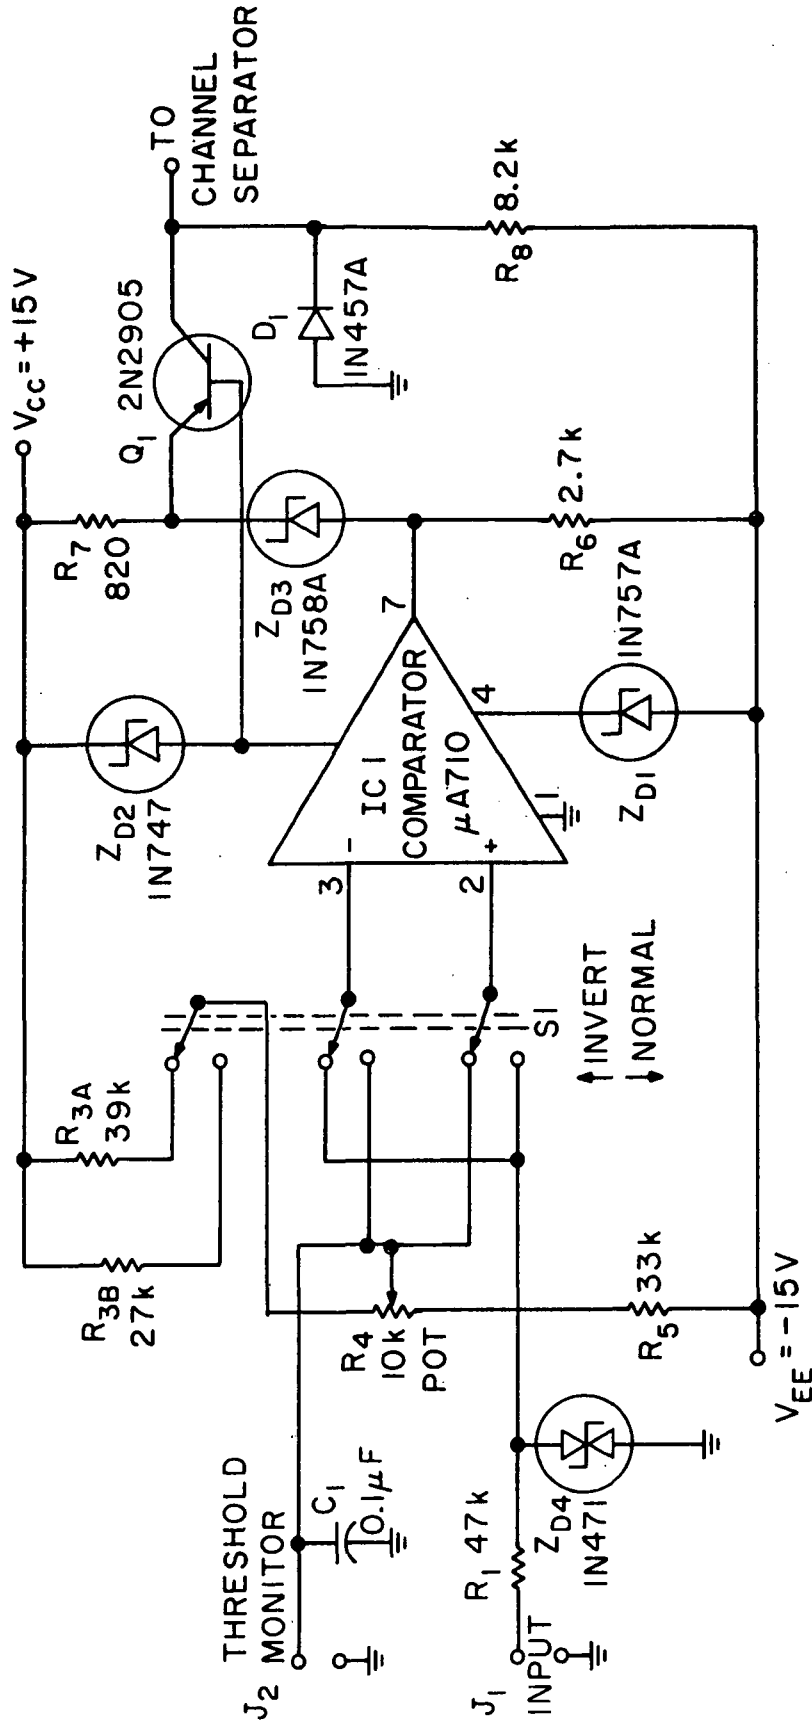 THRESHOLD
MONITOR
J2
C1
0.1μF
J1
INPUT
R1 47k
ZD4
IN471
R3B
27k
R3A
39k
R4
10k
POT
R5
33k
VEE = -15V
S1
INVERT
NORMAL
3
2
-
+
IC 1
COMPARATOR
μA710
1
4
7
ZD2
IN747
ZD1
IN757A
ZD3
IN758A
R7
820
R6
2.7k
VCC = +15V
Q1 2N2905
D1
IN457A
R8
8.2k
TO
CHANNEL
SEPARATOR